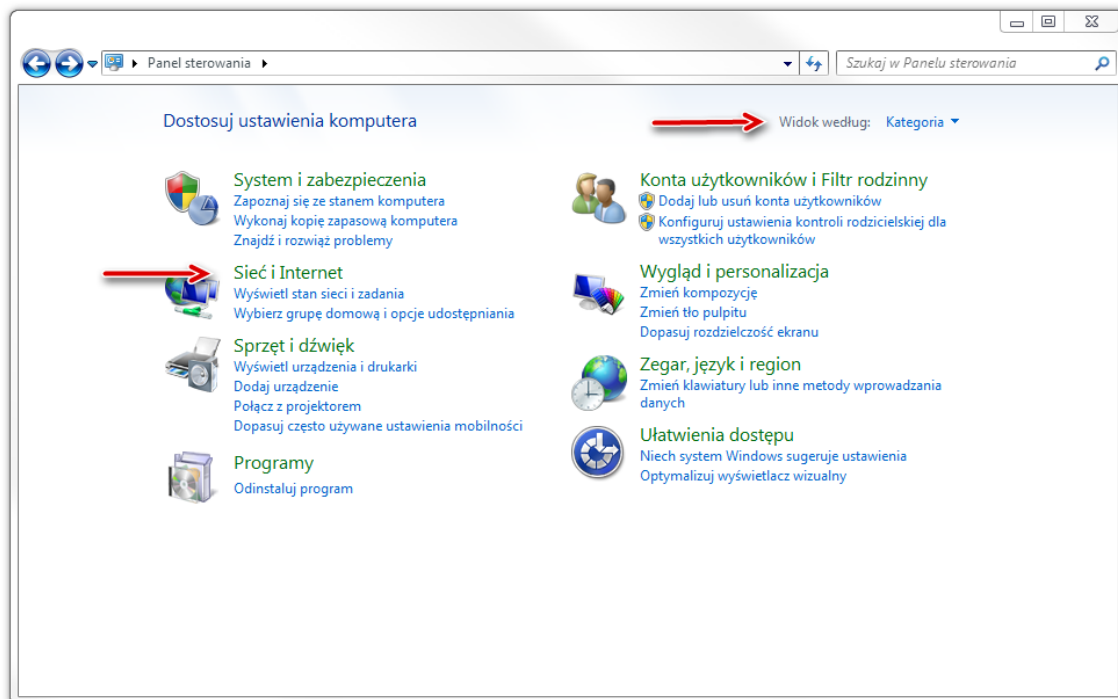 Panel sterowania
Szukaj w Panelu sterowania
Dostosuj ustawienia komputera
Widok według: Kategoria
System i zabezpieczenia
Zapoznaj się ze stanem komputera
Wykonaj kopię zapasową komputera
Znajdź i rozwiąż problemy
Sieć i Internet
Wyświetl stan sieci i zadania
Wybierz grupę domową i opcje udostępniania
Sprzęt i dźwięk
Wyświetl urządzenia i drukarki
Dodaj urządzenie
Połącz z projektorem
Dopasuj często używane ustawienia mobilności
Programy
Odinstaluj program
Konta użytkowników i Filtr rodzinny
Dodaj lub usuń konta użytkowników
Konfiguruj ustawienia kontroli rodzicielskiej dla
wszystkich użytkowników
Wygląd i personalizacja
Zmień kompozycję
Zmień tło pulpitu
Dopasuj rozdzielczość ekranu
Zegar, język i region
Zmień klawiatury lub inne metody wprowadzania
danych
Ułatwienia dostępu
Niech system Windows sugeruje ustawienia
Optymalizuj wyświetlacz wizualny